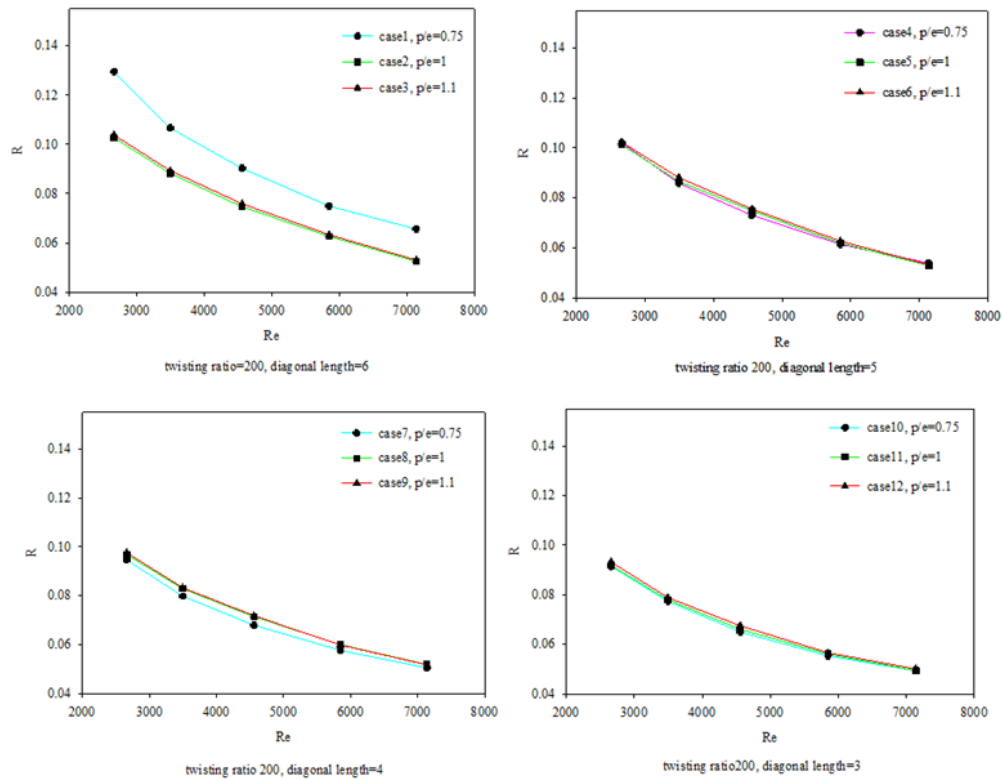 0.14
0.12
0.10
0.08
0.06
0.04
R
case1, p/e=0.75
case2, p/e=1
case3, p/e=1.1
2000 3000 4000 5000 6000 7000 8000
Re
twisting ratio=200, diagonal length=6
0.14
0.12
0.10
0.08
0.06
0.04
R
case4, p/e=0.75
case5, p/e=1
case6, p/e=1.1
2000 3000 4000 5000 6000 7000 8000
Re
twisting ratio 200, diagonal length=5
0.14
0.12
0.10
0.08
0.06
0.04
R
case7, p/e=0.75
case8, p/e=1
case9, p/e=1.1
2000 3000 4000 5000 6000 7000 8000
Re
twisting ratio 200, diagonal length=4
0.14
0.12
0.10
0.08
0.06
0.04
R
case10, p/e=0.75
case11, p/e=1
case12, p/e=1.1
2000 3000 4000 5000 6000 7000 8000
Re
twisting ratio200, diagonal length=3